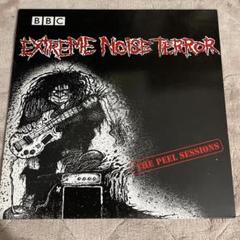 BBC
EXTREME NOISE TERROR
THE PEEL SESSIONS